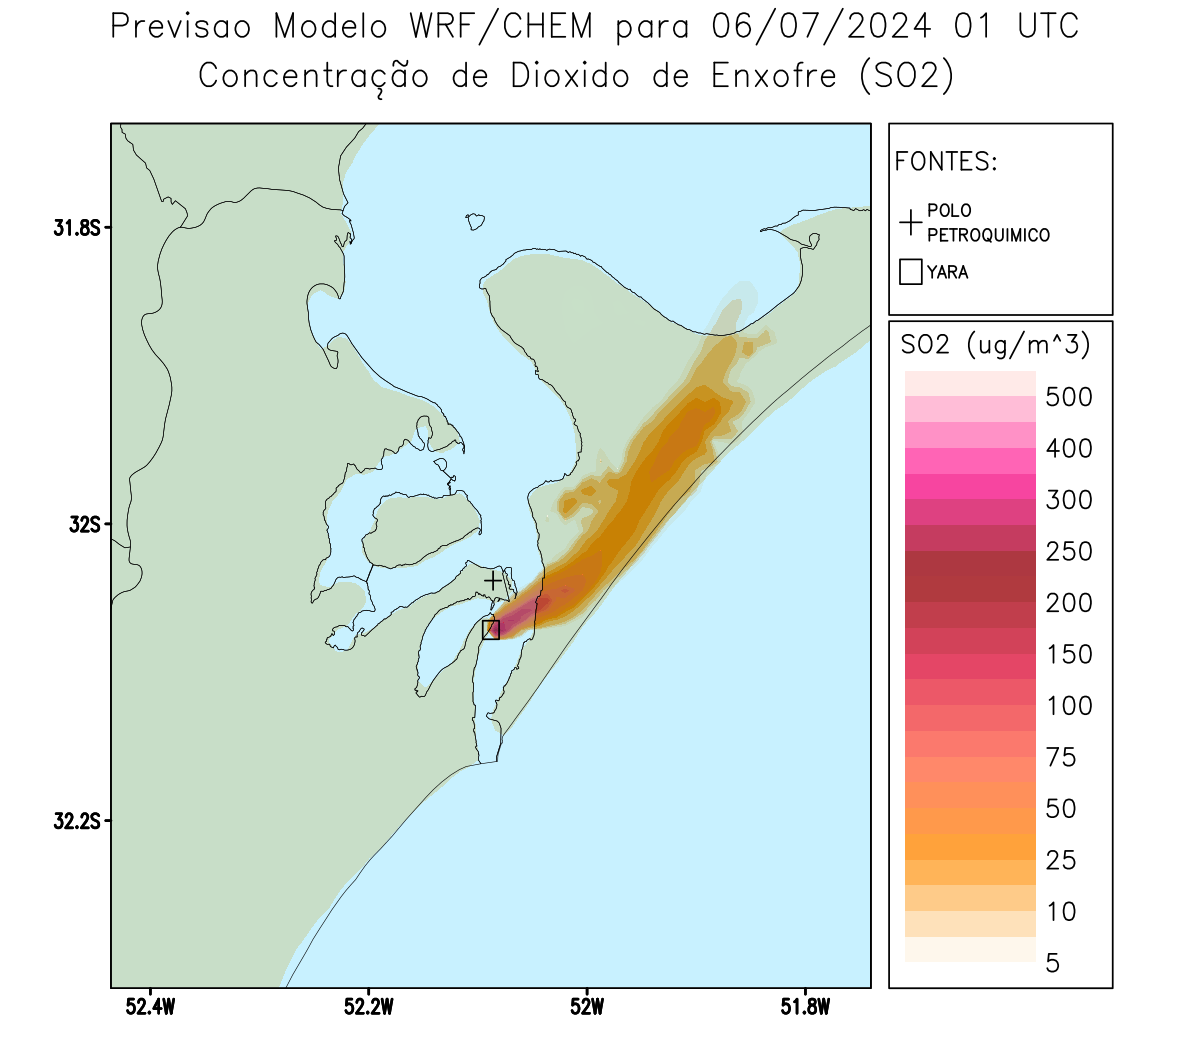 Previsao Modelo WRF/CHEM para 06/07/2024 01 UTC
Concentração de Dioxido de Enxofre (SO2)
FONTES:
POLO
PETROQUIMICO
YARA
31.8S
32S
32.2S
52.4W
52.2W
52W
51.8W
SO2 (ug/m^3)
500
400
300
250
200
150
100
75
50
25
10
5